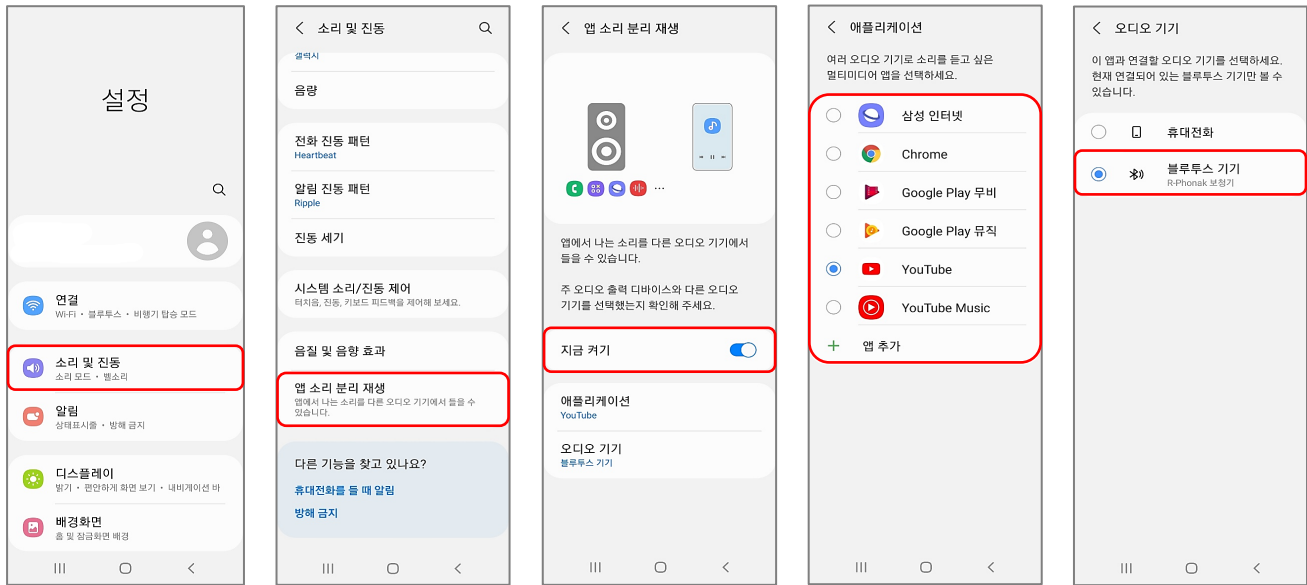 설정
연결
Wi-Fi • 블루투스 • 비행기 탑승 모드
소리 및 진동
소리 모드 • 벨소리
알림
상태표시줄 • 방해 금지
디스플레이
밝기 • 편안하게 화면 보기 • 내비게이션 바
배경화면
홈 및 잠금화면 배경
소리 및 진동
갤럭시
음량
전화 진동 패턴
Heartbeat
알림 진동 패턴
Ripple
진동 세기
시스템 소리/진동 제어
터치음, 진동, 키보드 피드백을 제어해 보세요.
음질 및 음향 효과
앱 소리 분리 재생
앱에서 나는 소리를 다른 오디오 기기에서 들을 수
있습니다.
다른 기능을 찾고 있나요?
휴대전화를 들 때 알림
방해 금지
앱 소리 분리 재생
앱에서 나는 소리를 다른 오디오 기기에서
들을 수 있습니다.
주 오디오 출력 디바이스와 다른 오디오
기기를 선택했는지 확인해 주세요.
지금 켜기
애플리케이션
YouTube
오디오 기기
블루투스 기기
애플리케이션
여러 오디오 기기로 소리를 듣고 싶은
멀티미디어 앱을 선택하세요.
삼성 인터넷
Chrome
Google Play 무비
Google Play 뮤직
YouTube
YouTube Music
앱 추가
오디오 기기
이 앱과 연결할 오디오 기기를 선택하세요.
현재 연결되어 있는 블루투스 기기만 볼 수
있습니다.
휴대전화
블루투스 기기
R-Phonak 보청기